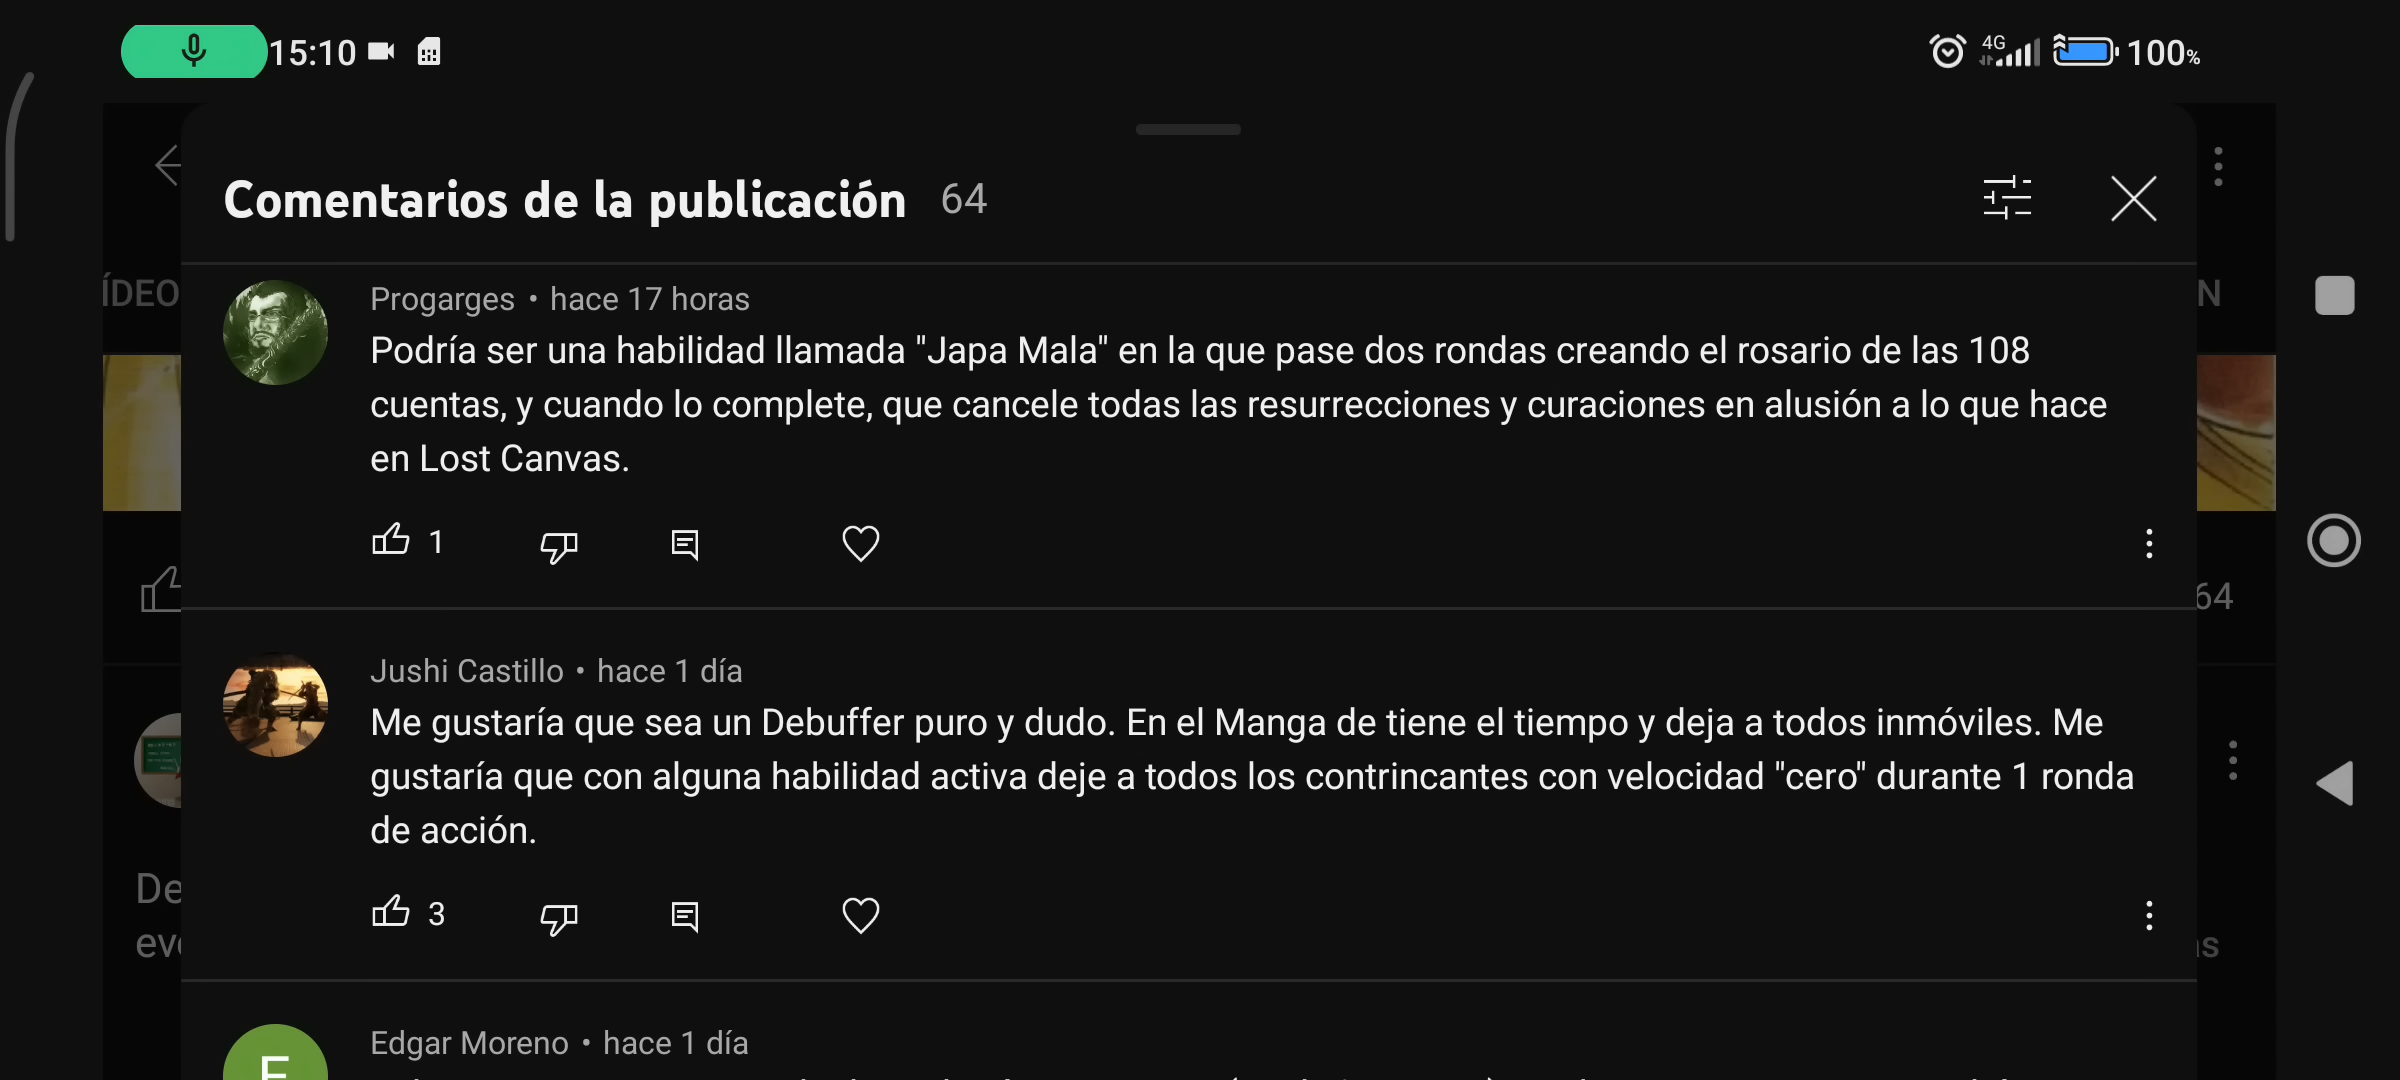 15:10
4G
100%
Comentarios de la publicación 64
ÍDEO
N
Progarges • hace 17 horas
Podría ser una habilidad llamada "Japa Mala" en la que pase dos rondas creando el rosario de las 108
cuentas, y cuando lo complete, que cancele todas las resurrecciones y curaciones en alusión a lo que hace
en Lost Canvas.
1
64
Jushi Castillo • hace 1 día
Me gustaría que sea un Debuffer puro y dudo. En el Manga de tiene el tiempo y deja a todos inmóviles. Me
gustaría que con alguna habilidad activa deje a todos los contrincantes con velocidad "cero" durante 1 ronda
de acción.
De
3
Edgar Moreno • hace 1 día